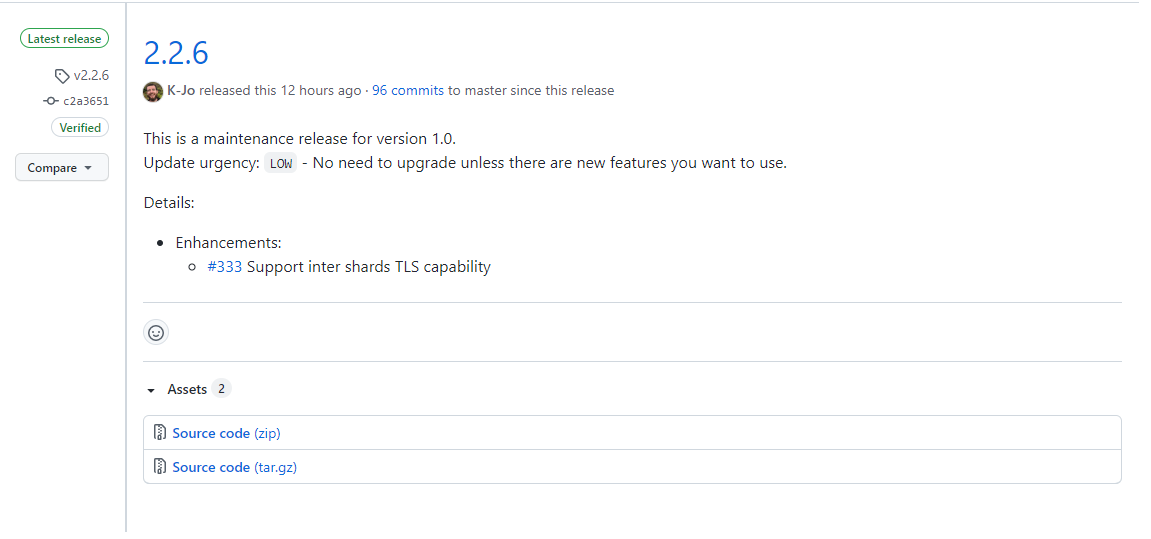 Latest release
v2.2.6
c2a3651
Verified
Compare
2.2.6
K-Jo released this 12 hours ago · 96 commits to master since this release
This is a maintenance release for version 1.0.
Update urgency: LOW - No need to upgrade unless there are new features you want to use.
Details:
Enhancements:
#333 Support inter shards TLS capability
Assets 2
Source code (zip)
Source code (tar.gz)